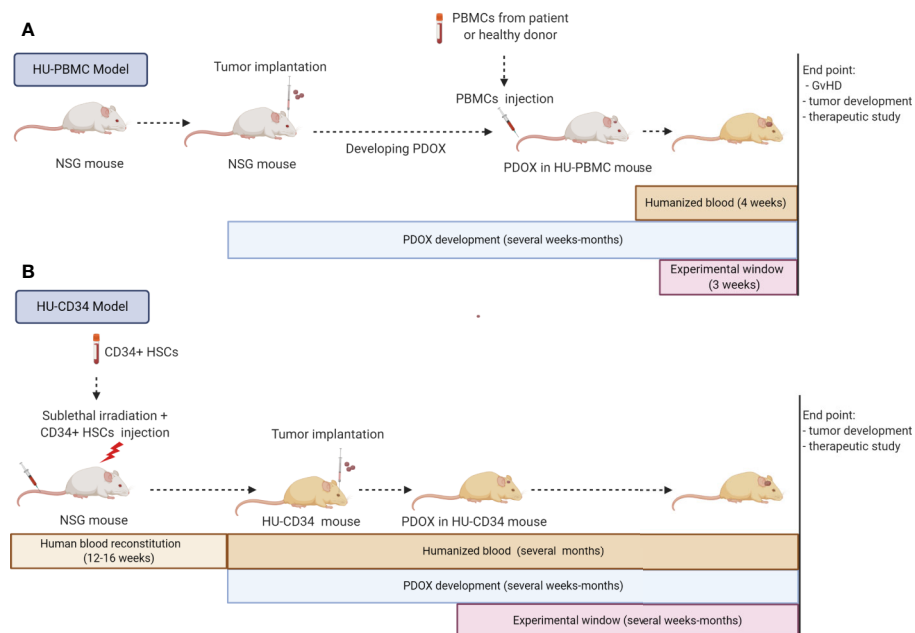 A
HU-PBMC Model
PBMCs from patient
or healthy donor
Tumor implantation
PBMCs injection
End point:
- GvHD
- tumor development
- therapeutic study
Developing PDOX
NSG mouse
NSG mouse
PDOX in HU-PBMC mouse
Humanized blood (4 weeks)
PDOX development (several weeks-months)
Experimental window
(3 weeks)
B
HU-CD34 Model
CD34+ HSCs
Sublethal irradiation +
CD34+ HSCs injection
Tumor implantation
End point:
- tumor development
- therapeutic study
NSG mouse
HU-CD34 mouse
PDOX in HU-CD34 mouse
Human blood reconstitution
(12-16 weeks)
Humanized blood (several months)
PDOX development (several weeks-months)
Experimental window (several weeks-months)